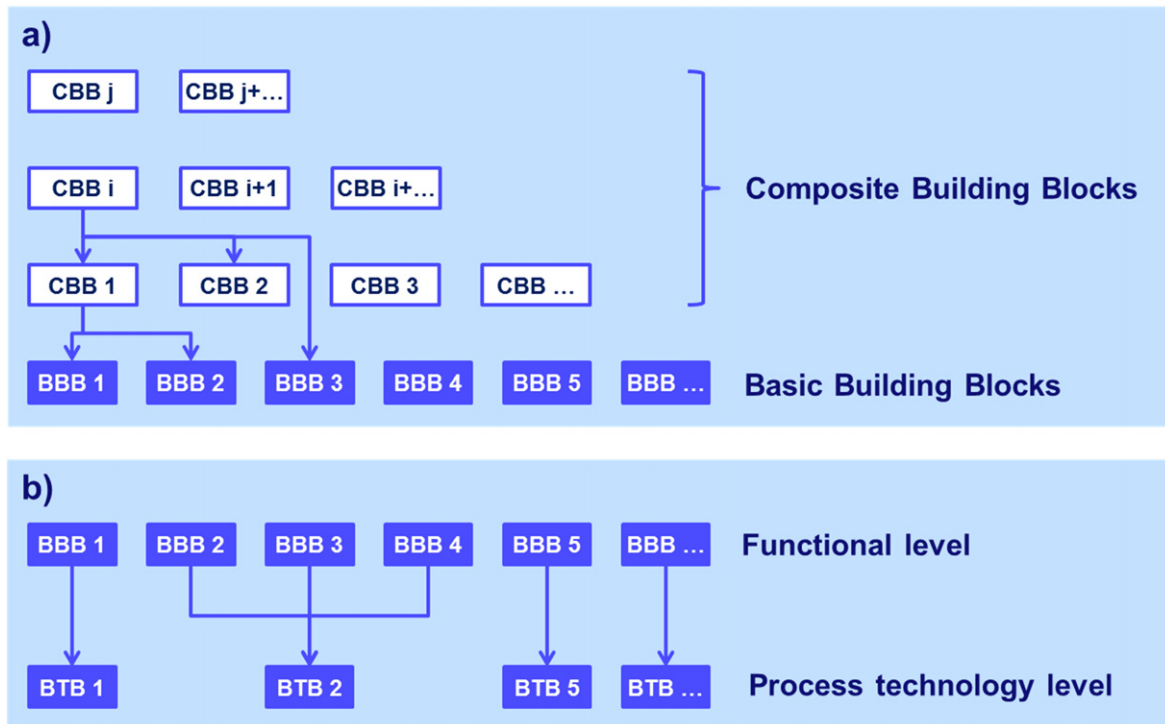 a)
CBB j CBB j+...
CBB i CBB i+1 CBB i+...
Composite Building Blocks
CBB 1 CBB 2 CBB 3 CBB ...
BBB 1 BBB 2 BBB 3 BBB 4 BBB 5 BBB ...
Basic Building Blocks
b)
BBB 1 BBB 2 BBB 3 BBB 4 BBB 5 BBB ...
Functional level
BTB 1 BTB 2 BTB 5 BTB ...
Process technology level